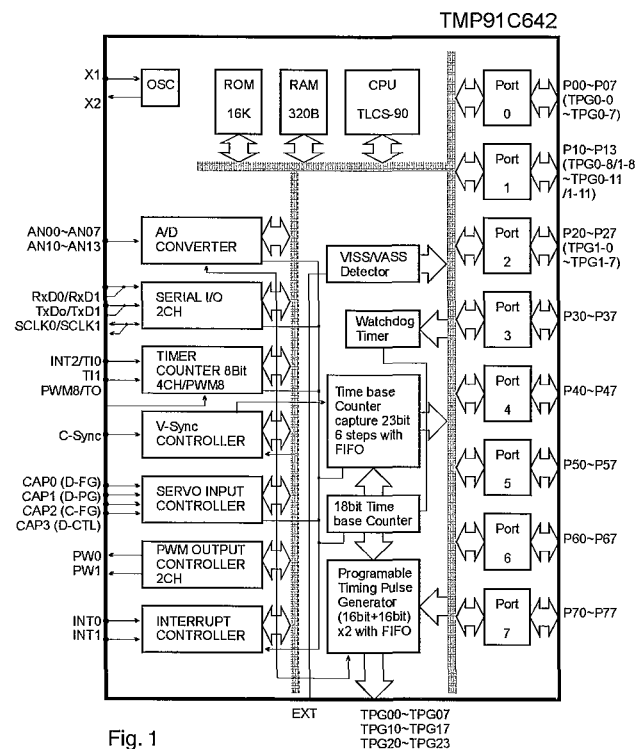 TMP91C642
X1
X2
OSC
ROM
16K
RAM
320B
CPU
TLCS-90
Port
0
P00~P07
(TPG0-0
~TPG0-7)
Port
1
P10~P13
(TPG0-8/1-8
~TPG0-11
/1-11)
AN00~AN07
AN10~AN13
A/D
CONVERTER
VISS/VASS
Detector
Port
2
P20~P27
(TPG1-0
~TPG1-7)
RxD0/RxD1
TxDo/TxD1
SCLK0/SCLK1
SERIAL I/O
2CH
Watchdog
Timer
Port
3
P30~P37
INT2/TI0
TI1
PWM8/TO
TIMER
COUNTER 8Bit
4CH/PWM8
Time base
Counter
capture 23bit
6 steps with
FIFO
Port
4
P40~P47
C-Sync
V-Sync
CONTROLLER
Port
5
P50~P57
CAP0 (D-FG)
CAP1 (D-PG)
CAP2 (C-FG)
CAP3 (D-CTL)
SERVO INPUT
CONTROLLER
18bit Time
base Counter
Port
6
P60~P67
PW0
PW1
PWM OUTPUT
CONTROLLER
2CH
Programable
Timing Pulse
Generator
(16bit+16bit)
x2 with FIFO
Port
7
P70~P77
INT0
INT1
INTERRUPT
CONTROLLER
EXT
TPG00~TPG07
TPG10~TPG17
TPG20~TPG23
Fig. 1